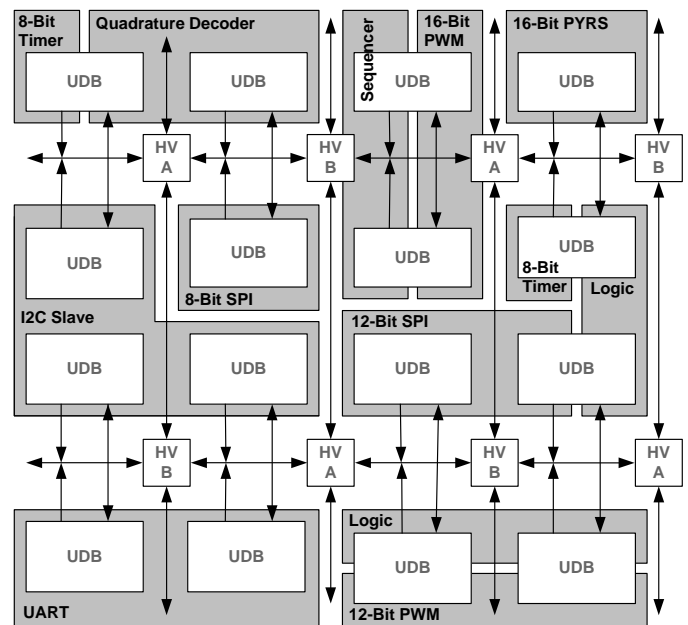 8-Bit
Timer
Quadrature Decoder
Sequencer
16-Bit
PWM
16-Bit PYRS
UDB
UDB
UDB
UDB
HV
A
HV
B
HV
A
HV
B
UDB
UDB
UDB
UDB
8-Bit SPI
8-Bit
Timer
Logic
I2C Slave
12-Bit SPI
UDB
UDB
UDB
UDB
HV
B
HV
A
HV
B
HV
A
Logic
UDB
UDB
UDB
UDB
UART
12-Bit PWM